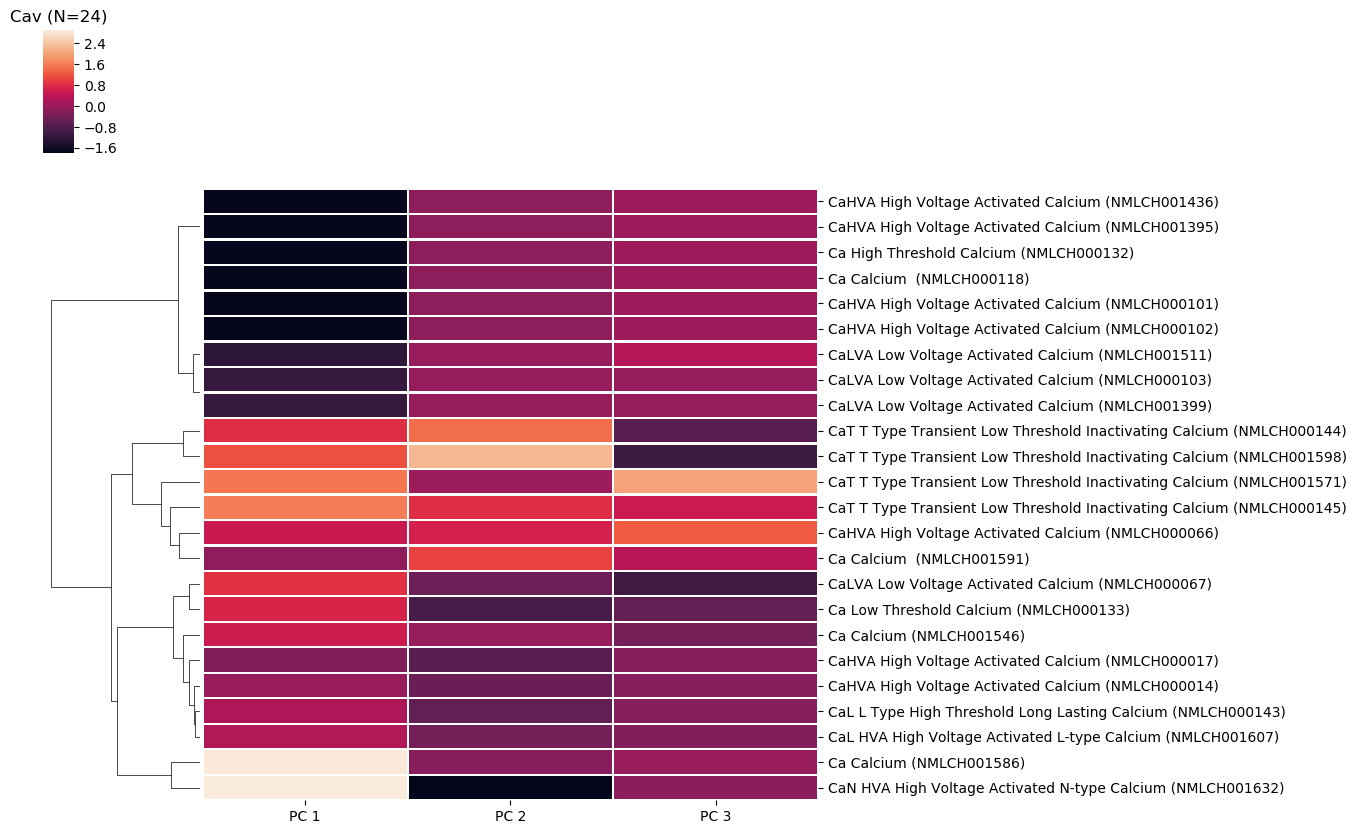 Cav (N=24)
2.4
1.6
0.8
0.0
−0.8
−1.6
CaHVA High Voltage Activated Calcium (NMLCH001436)
CaHVA High Voltage Activated Calcium (NMLCH001395)
Ca High Threshold Calcium (NMLCH000132)
Ca Calcium  (NMLCH000118)
CaHVA High Voltage Activated Calcium (NMLCH000101)
CaHVA High Voltage Activated Calcium (NMLCH000102)
CaLVA Low Voltage Activated Calcium (NMLCH001511)
CaLVA Low Voltage Activated Calcium (NMLCH000103)
CaLVA Low Voltage Activated Calcium (NMLCH001399)
CaT T Type Transient Low Threshold Inactivating Calcium (NMLCH000144)
CaT T Type Transient Low Threshold Inactivating Calcium (NMLCH001598)
CaT T Type Transient Low Threshold Inactivating Calcium (NMLCH001571)
CaT T Type Transient Low Threshold Inactivating Calcium (NMLCH000145)
CaHVA High Voltage Activated Calcium (NMLCH000066)
Ca Calcium  (NMLCH001591)
CaLVA Low Voltage Activated Calcium (NMLCH000067)
Ca Low Threshold Calcium (NMLCH000133)
Ca Calcium (NMLCH001546)
CaHVA High Voltage Activated Calcium (NMLCH000017)
CaHVA High Voltage Activated Calcium (NMLCH000014)
CaL L Type High Threshold Long Lasting Calcium (NMLCH000143)
CaL HVA High Voltage Activated L-type Calcium (NMLCH001607)
Ca Calcium (NMLCH001586)
CaN HVA High Voltage Activated N-type Calcium (NMLCH001632)
PC 1 PC 2 PC 3